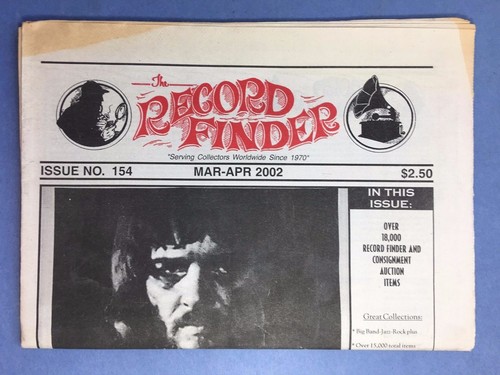 The
RECORD
FINDER
"Serving Collectors Worldwide Since 1970"
ISSUE NO. 154 MAR-APR 2002 $2.50
IN THIS
ISSUE:
OVER
18,000
RECORD FINDER AND
CONSIGNMENT
AUCTION
ITEMS
Great Collections:
* Big Band-Jazz-Rock plus
* Over 15,000 total items